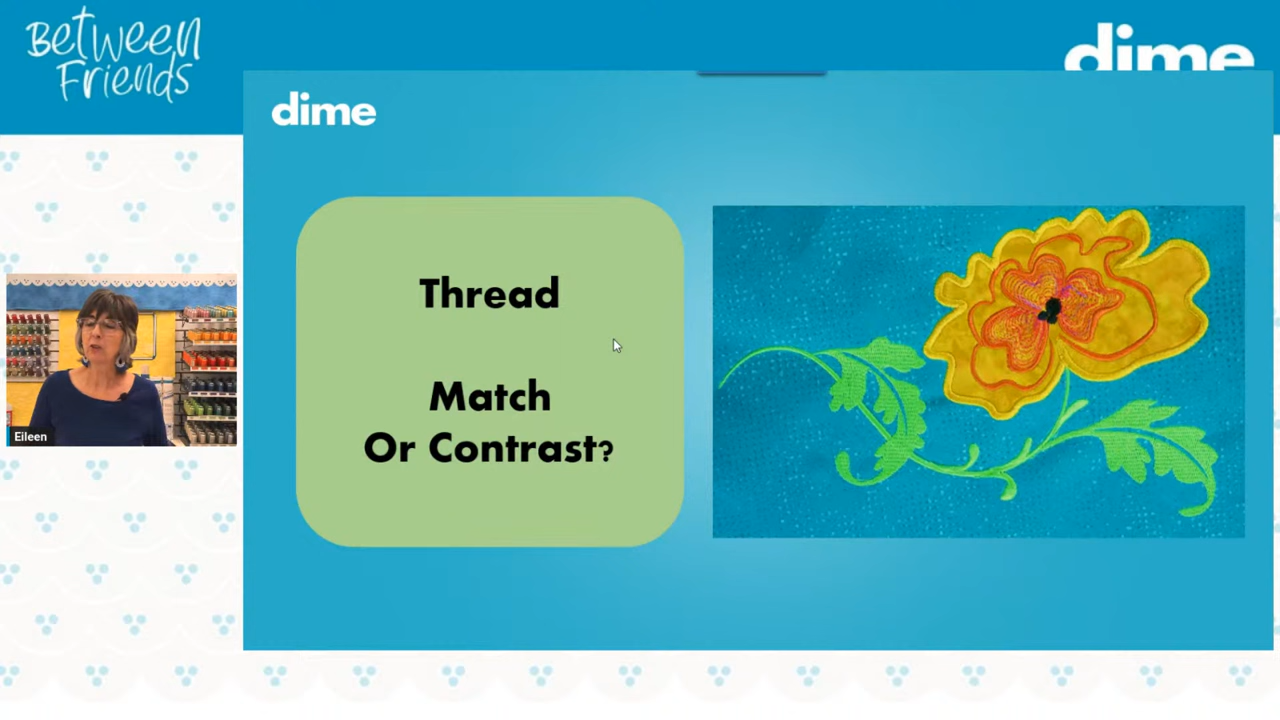 Between
Friends
dime
dime
Thread
Match
Or Contrast?
Eileen